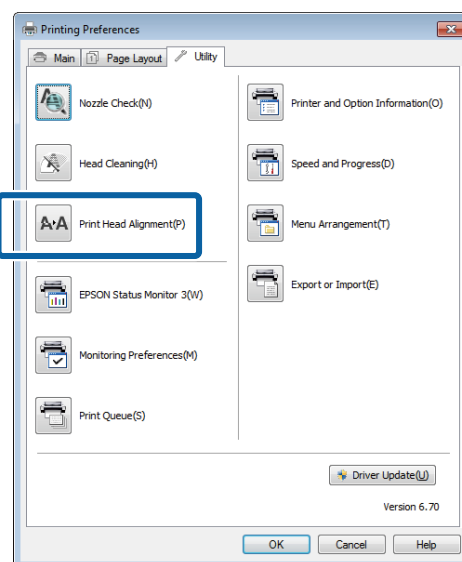 Printing Preferences
Main
Page Layout
Utility
Nozzle Check(N)
Printer and Option Information(O)
Head Cleaning(H)
Speed and Progress(D)
A A Print Head Alignment(P)
Menu Arrangement(T)
EPSON Status Monitor 3(W)
Export or Import(E)
Monitoring Preferences(M)
Print Queue(S)
Driver Update(U)
Version 6.70
OK
Cancel
Help